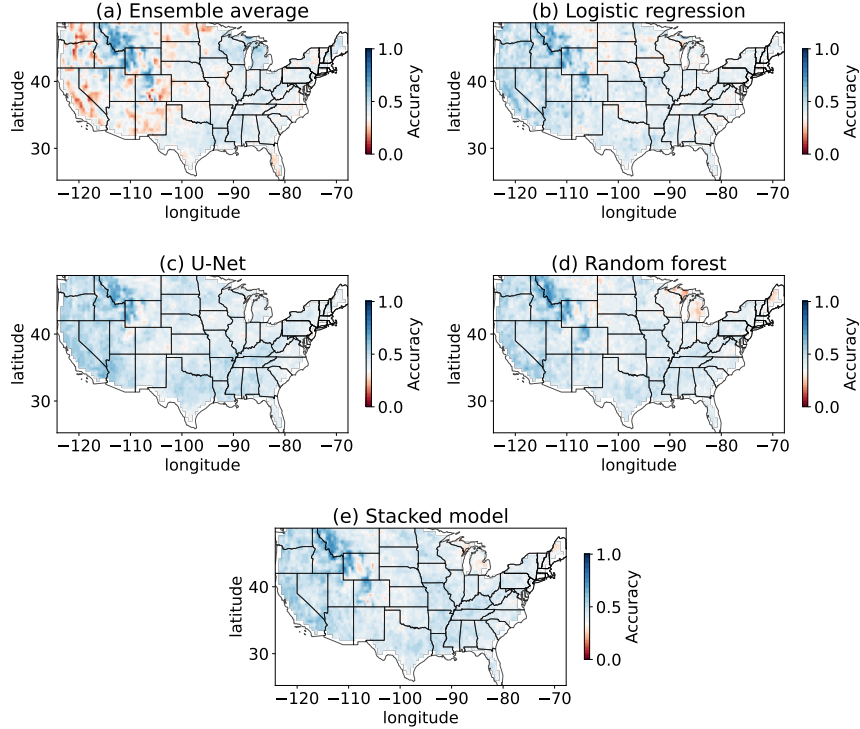 (a) Ensemble average
latitude
40
30
−120 −110 −100 −90 −80 −70
longitude
1.0
0.5
0.0
Accuracy
(b) Logistic regression
latitude
40
30
−120 −110 −100 −90 −80 −70
longitude
1.0
0.5
0.0
Accuracy
(c) U-Net
latitude
40
30
−120 −110 −100 −90 −80 −70
longitude
1.0
0.5
0.0
Accuracy
(d) Random forest
latitude
40
30
−120 −110 −100 −90 −80 −70
longitude
1.0
0.5
0.0
Accuracy
(e) Stacked model
latitude
40
30
−120 −110 −100 −90 −80 −70
longitude
1.0
0.5
0.0
Accuracy